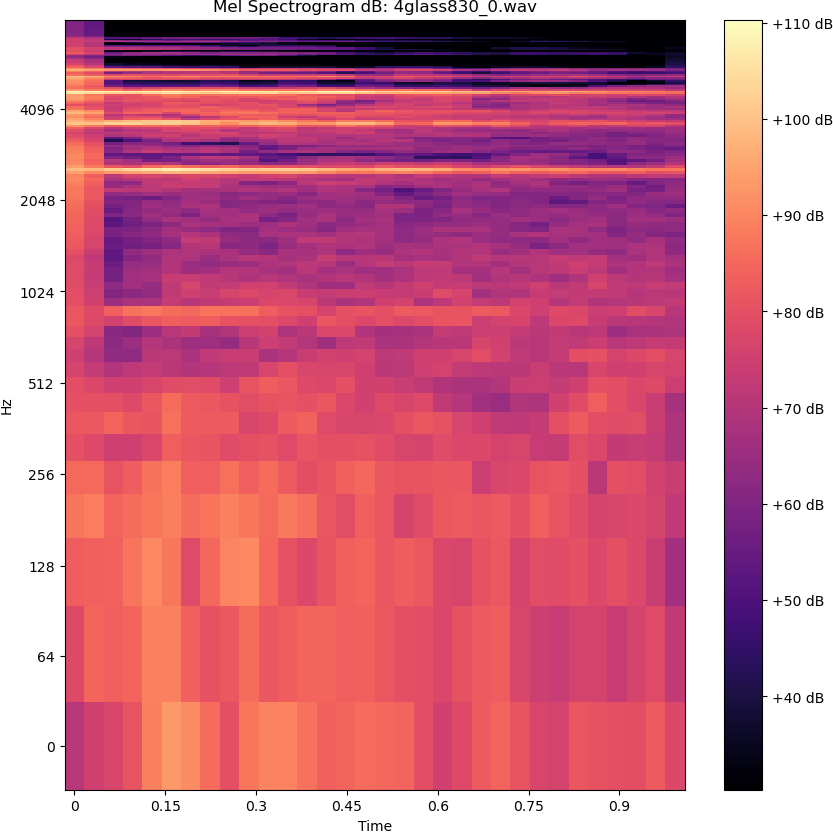 Mel Spectrogram dB: 4glass830_0.wav
+110 dB
4096
+100 dB
2048
+90 dB
1024
+80 dB
512
Hz
+70 dB
256
+60 dB
128
+50 dB
64
+40 dB
0
0 0.15 0.3 0.45 0.6 0.75 0.9
Time